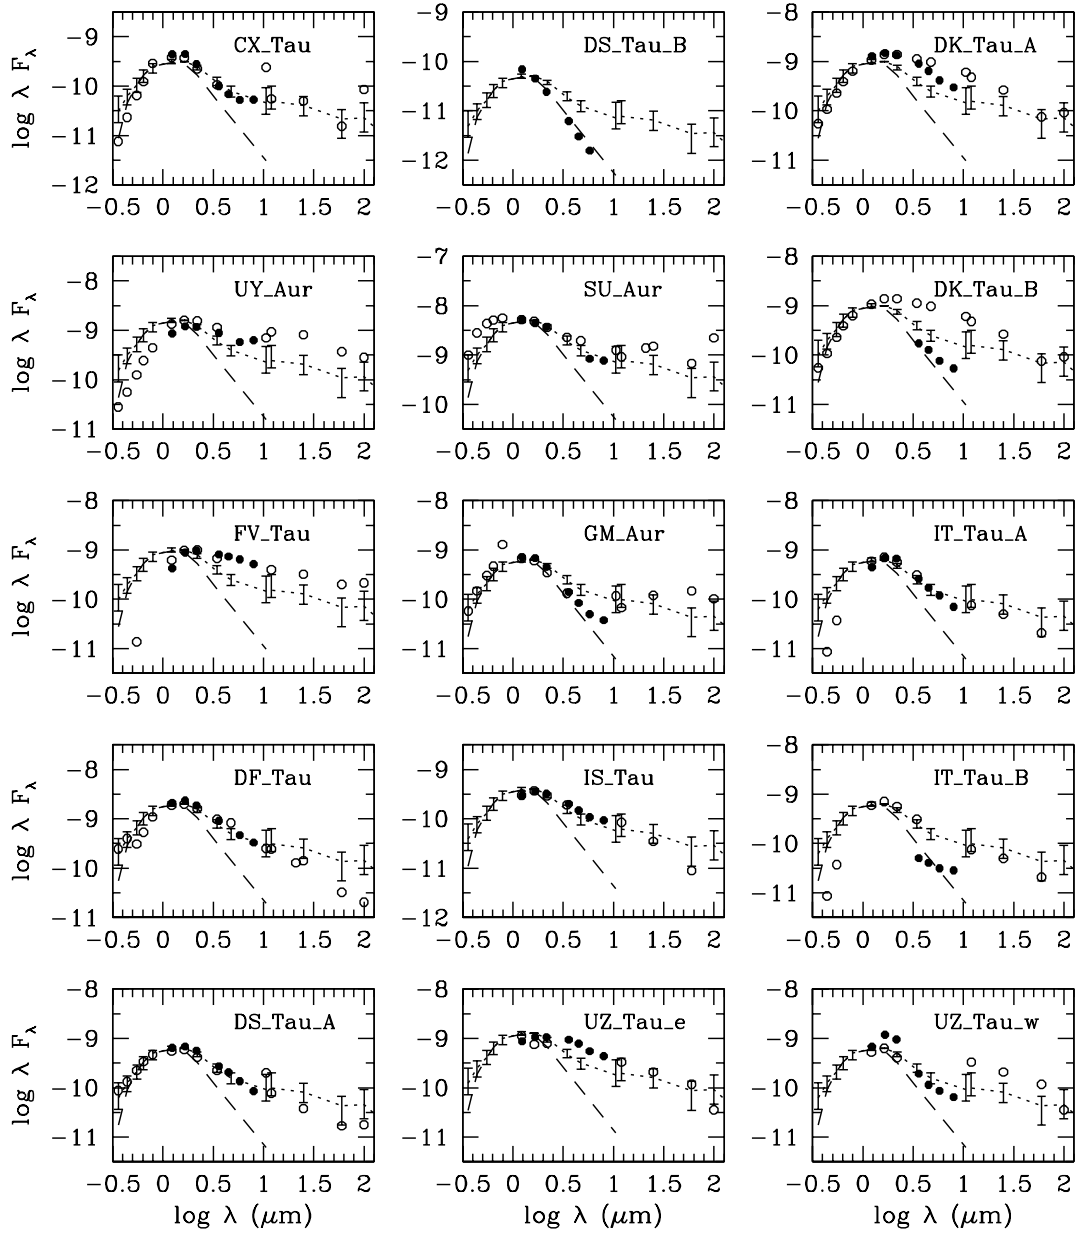 −9 −9 −8
CX_Tau DS_Tau_B DK_Tau_A
−10 −10 −9
log λ Fλ
−11 −11 −10
−12 −12 −11
−0.5 0 0.5 1 1.5 2 −0.5 0 0.5 1 1.5 2 −0.5 0 0.5 1 1.5 2
−7 −8
−8 UY_Aur SU_Aur DK_Tau_B
−8 −9
−9
log λ Fλ
−9 −10
−10
−10 −11
−11
−0.5 0 0.5 1 1.5 2 −0.5 0 0.5 1 1.5 2 −0.5 0 0.5 1 1.5 2
−8 −8 −8
FV_Tau GM_Aur IT_Tau_A
−9 −9 −9
log λ Fλ
−10 −10 −10
−11 −11 −11
−0.5 0 0.5 1 1.5 2 −0.5 0 0.5 1 1.5 2 −0.5 0 0.5 1 1.5 2
−8
−8 DF_Tau IS_Tau IT_Tau_B
−9 −9
−9 −10
log λ Fλ
−10
−10 −11
−11 −12 −11
−0.5 0 0.5 1 1.5 2 −0.5 0 0.5 1 1.5 2 −0.5 0 0.5 1 1.5 2
−8 −8 −8
DS_Tau_A UZ_Tau_e UZ_Tau_w
−9 −9 −9
log λ Fλ
−10 −10 −10
−11 −11 −11
−0.5 0 0.5 1 1.5 2 −0.5 0 0.5 1 1.5 2 −0.5 0 0.5 1 1.5 2
log λ (μm) log λ (μm) log λ (μm)